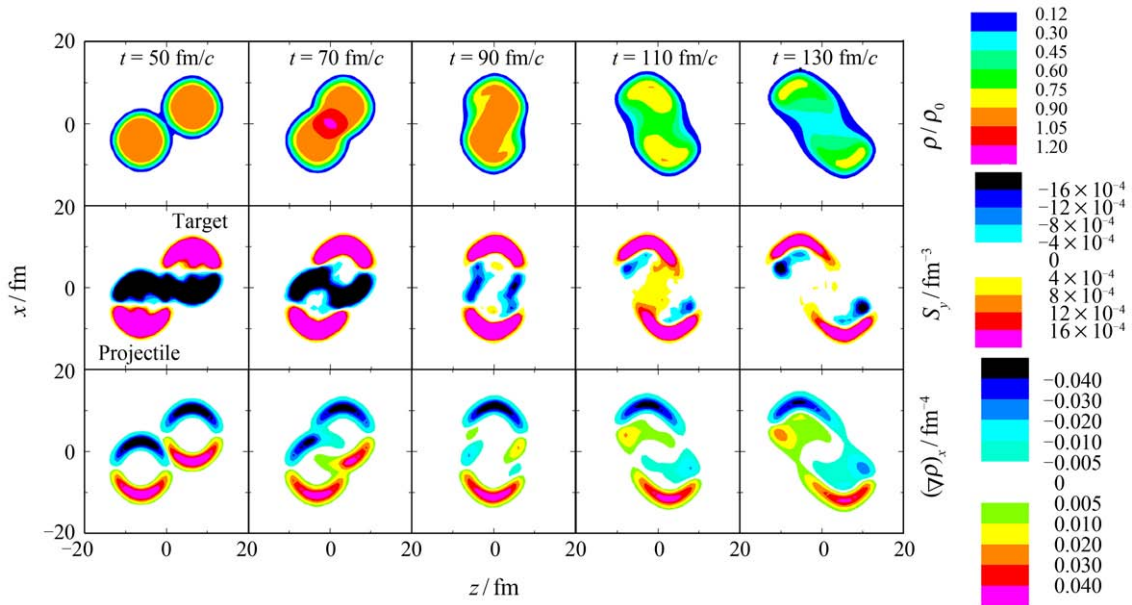 20
t = 50 fm/c
t = 70 fm/c
t = 90 fm/c
t = 110 fm/c
t = 130 fm/c
0
20
Target
0
Projectile
20
0
−20
−20
0
20
0
20
0
20
0
20
0
20
x / fm
z / fm
0.12
0.30
0.45
0.60
0.75
0.90
1.05
1.20
ρ / ρ₀
−16 × 10⁻⁴
−12 × 10⁻⁴
−8 × 10⁻⁴
−4 × 10⁻⁴
0
4 × 10⁻⁴
8 × 10⁻⁴
12 × 10⁻⁴
16 × 10⁻⁴
S_y / fm⁻³
−0.040
−0.030
−0.020
−0.010
−0.005
0
0.005
0.010
0.020
0.030
0.040
(∇ρ)ₓ / fm⁻⁴